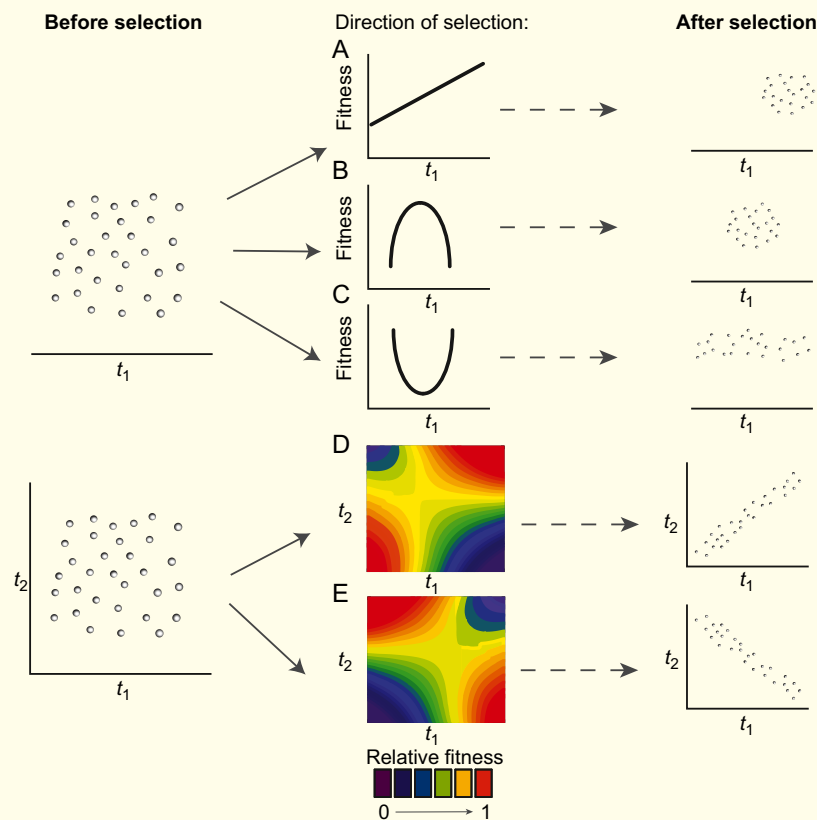 Before selection
Direction of selection:
After selection
A
Fitness
t1
t1
B
Fitness
t1
t1
t1
C
Fitness
t1
t1
D
t2
t1
t2
t1
t2
t1
E
t2
t1
t2
t1
Relative fitness
0 1